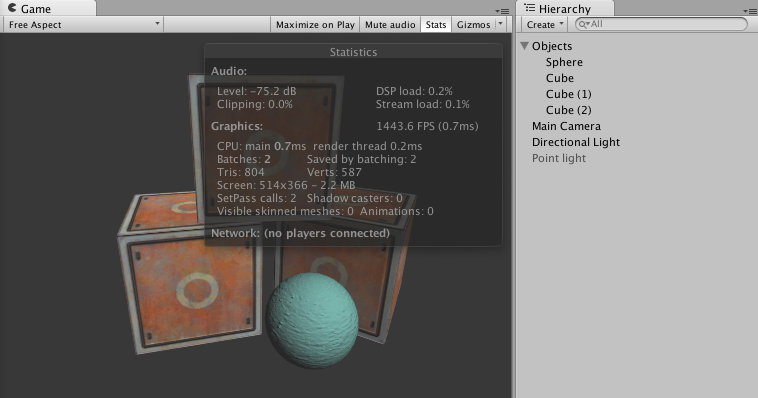 Game
Free Aspect
Maximize on Play Mute audio Stats Gizmos
Statistics
Audio:
Level: -75.2 dB DSP load: 0.2%
Clipping: 0.0% Stream load: 0.1%
Graphics: 1443.6 FPS (0.7ms)
CPU: main 0.7ms render thread 0.2ms
Batches: 2 Saved by batching: 2
Tris: 804 Verts: 587
Screen: 514x366 - 2.2 MB
SetPass calls: 2 Shadow casters: 0
Visible skinned meshes: 0 Animations: 0
Network: (no players connected)
Hierarchy
Create All
Objects
Sphere
Cube
Cube (1)
Cube (2)
Main Camera
Directional Light
Point light